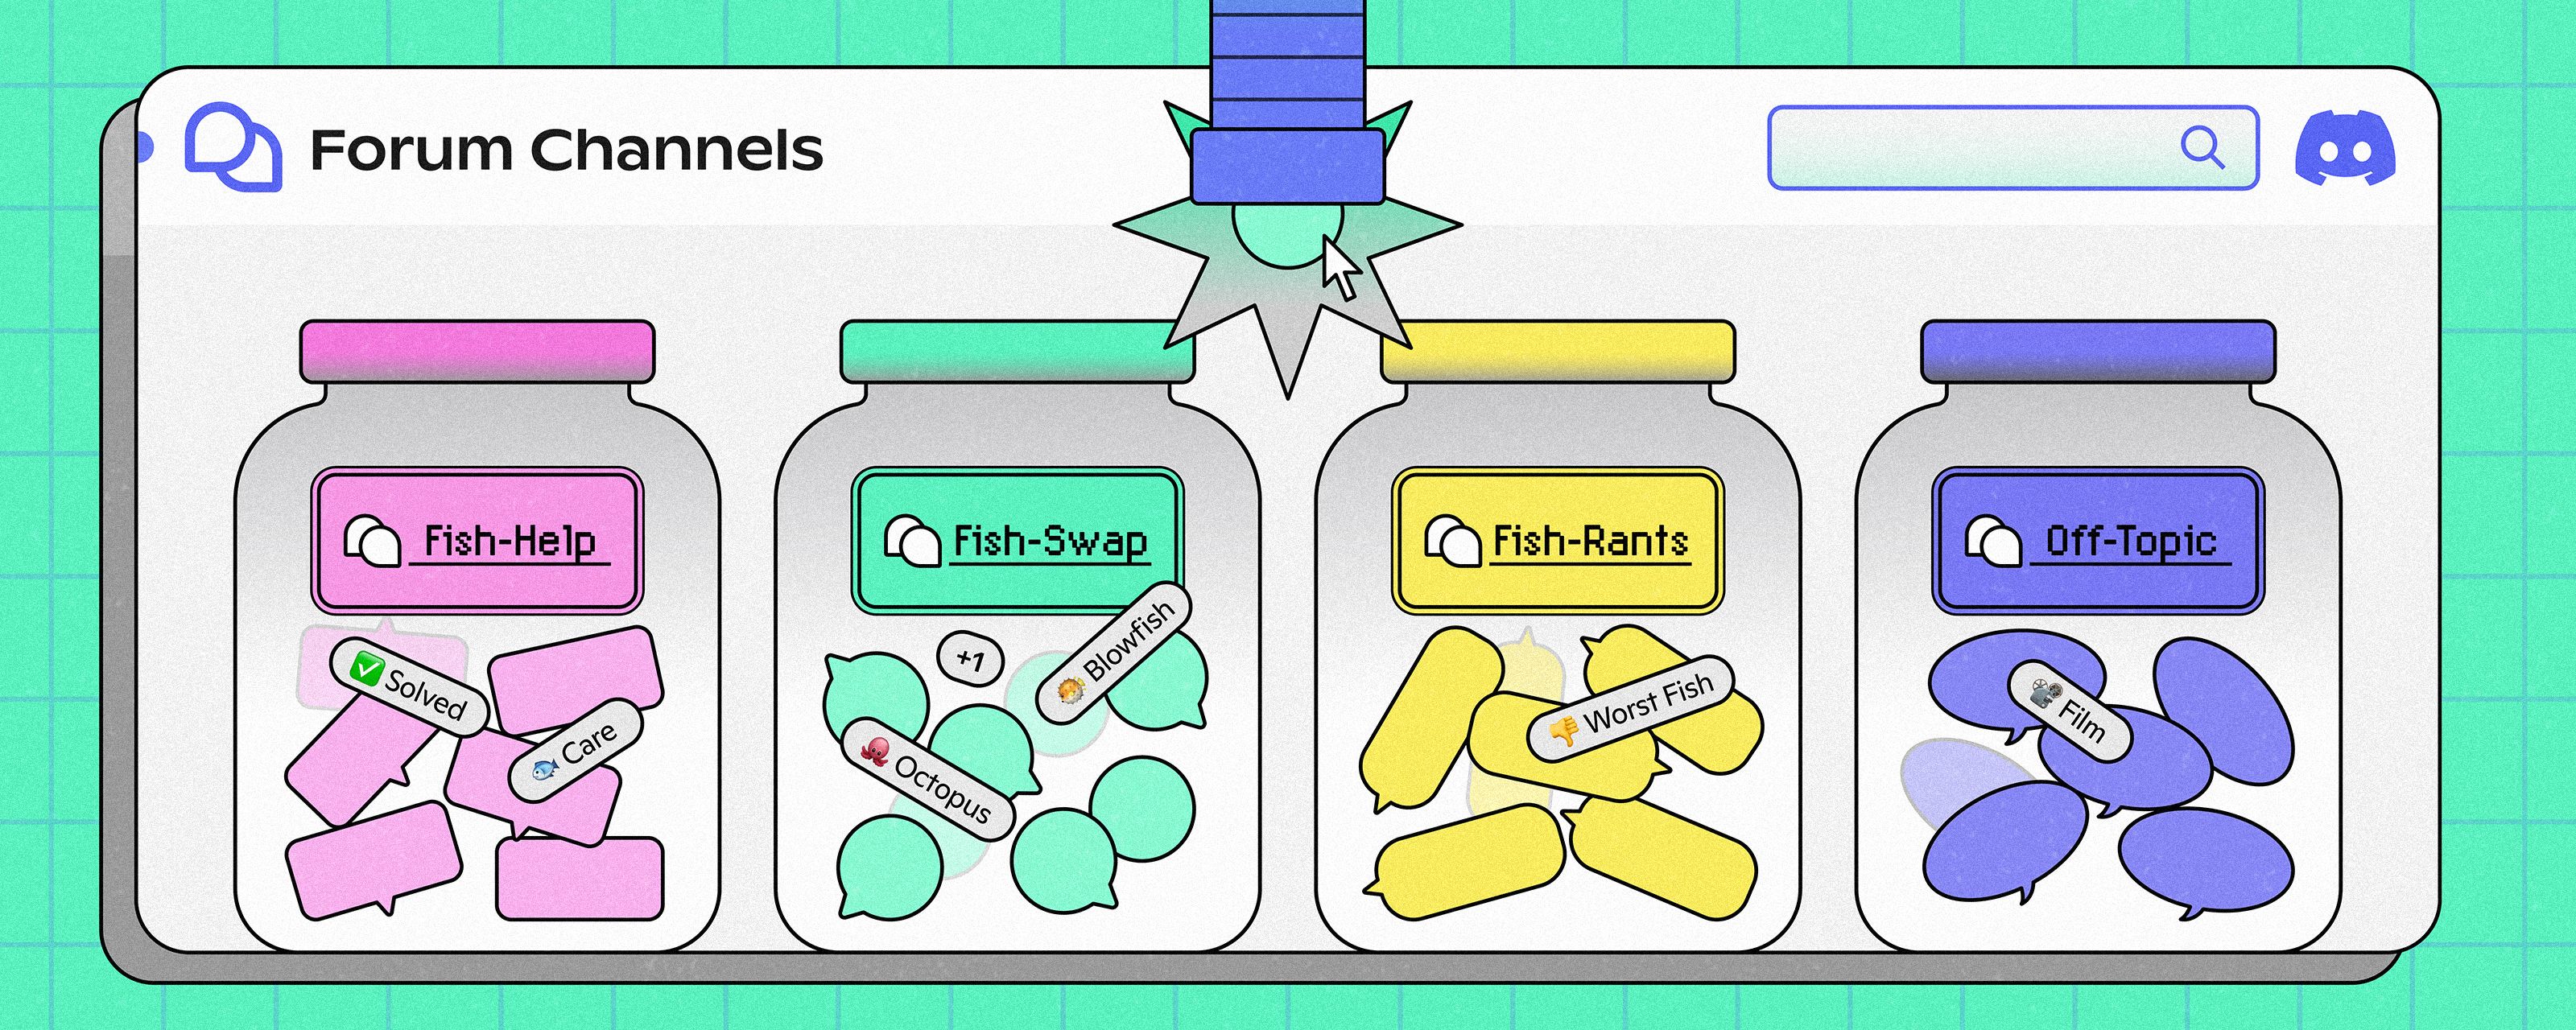 Forum Channels
Fish-Help
Fish-Swap
Fish-Rants
Off-Topic
Solved
Care
+1
Blowfish
Octopus
Worst Fish
Film